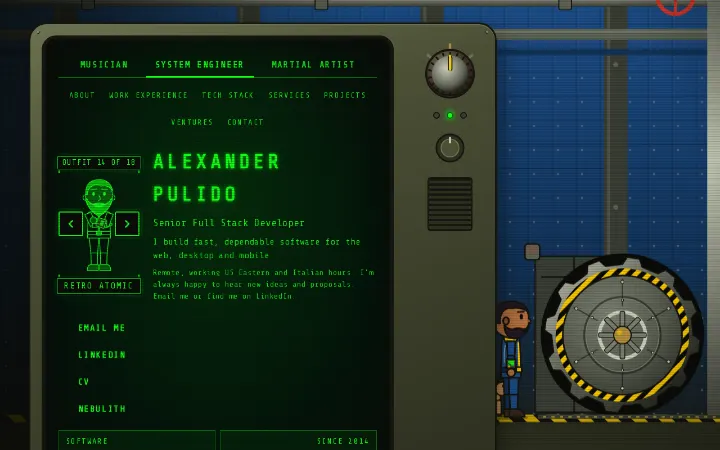 MUSICIAN SYSTEM ENGINEER MARTIAL ARTIST
ABOUT WORK EXPERIENCE TECH STACK SERVICES PROJECTS
VENTURES CONTACT
OUTFIT 14 OF 18
ALEXANDER
PULIDO
Senior Full Stack Developer
I build fast, dependable software for the
web, desktop and mobile
Remote, working US Eastern and Italian hours. I'm
always happy to hear new ideas and proposals.
Email me or find me on LinkedIn
RETRO ATOMIC
EMAIL ME
LINKEDIN
CV
NEBULITH
SOFTWARE SINCE 2014